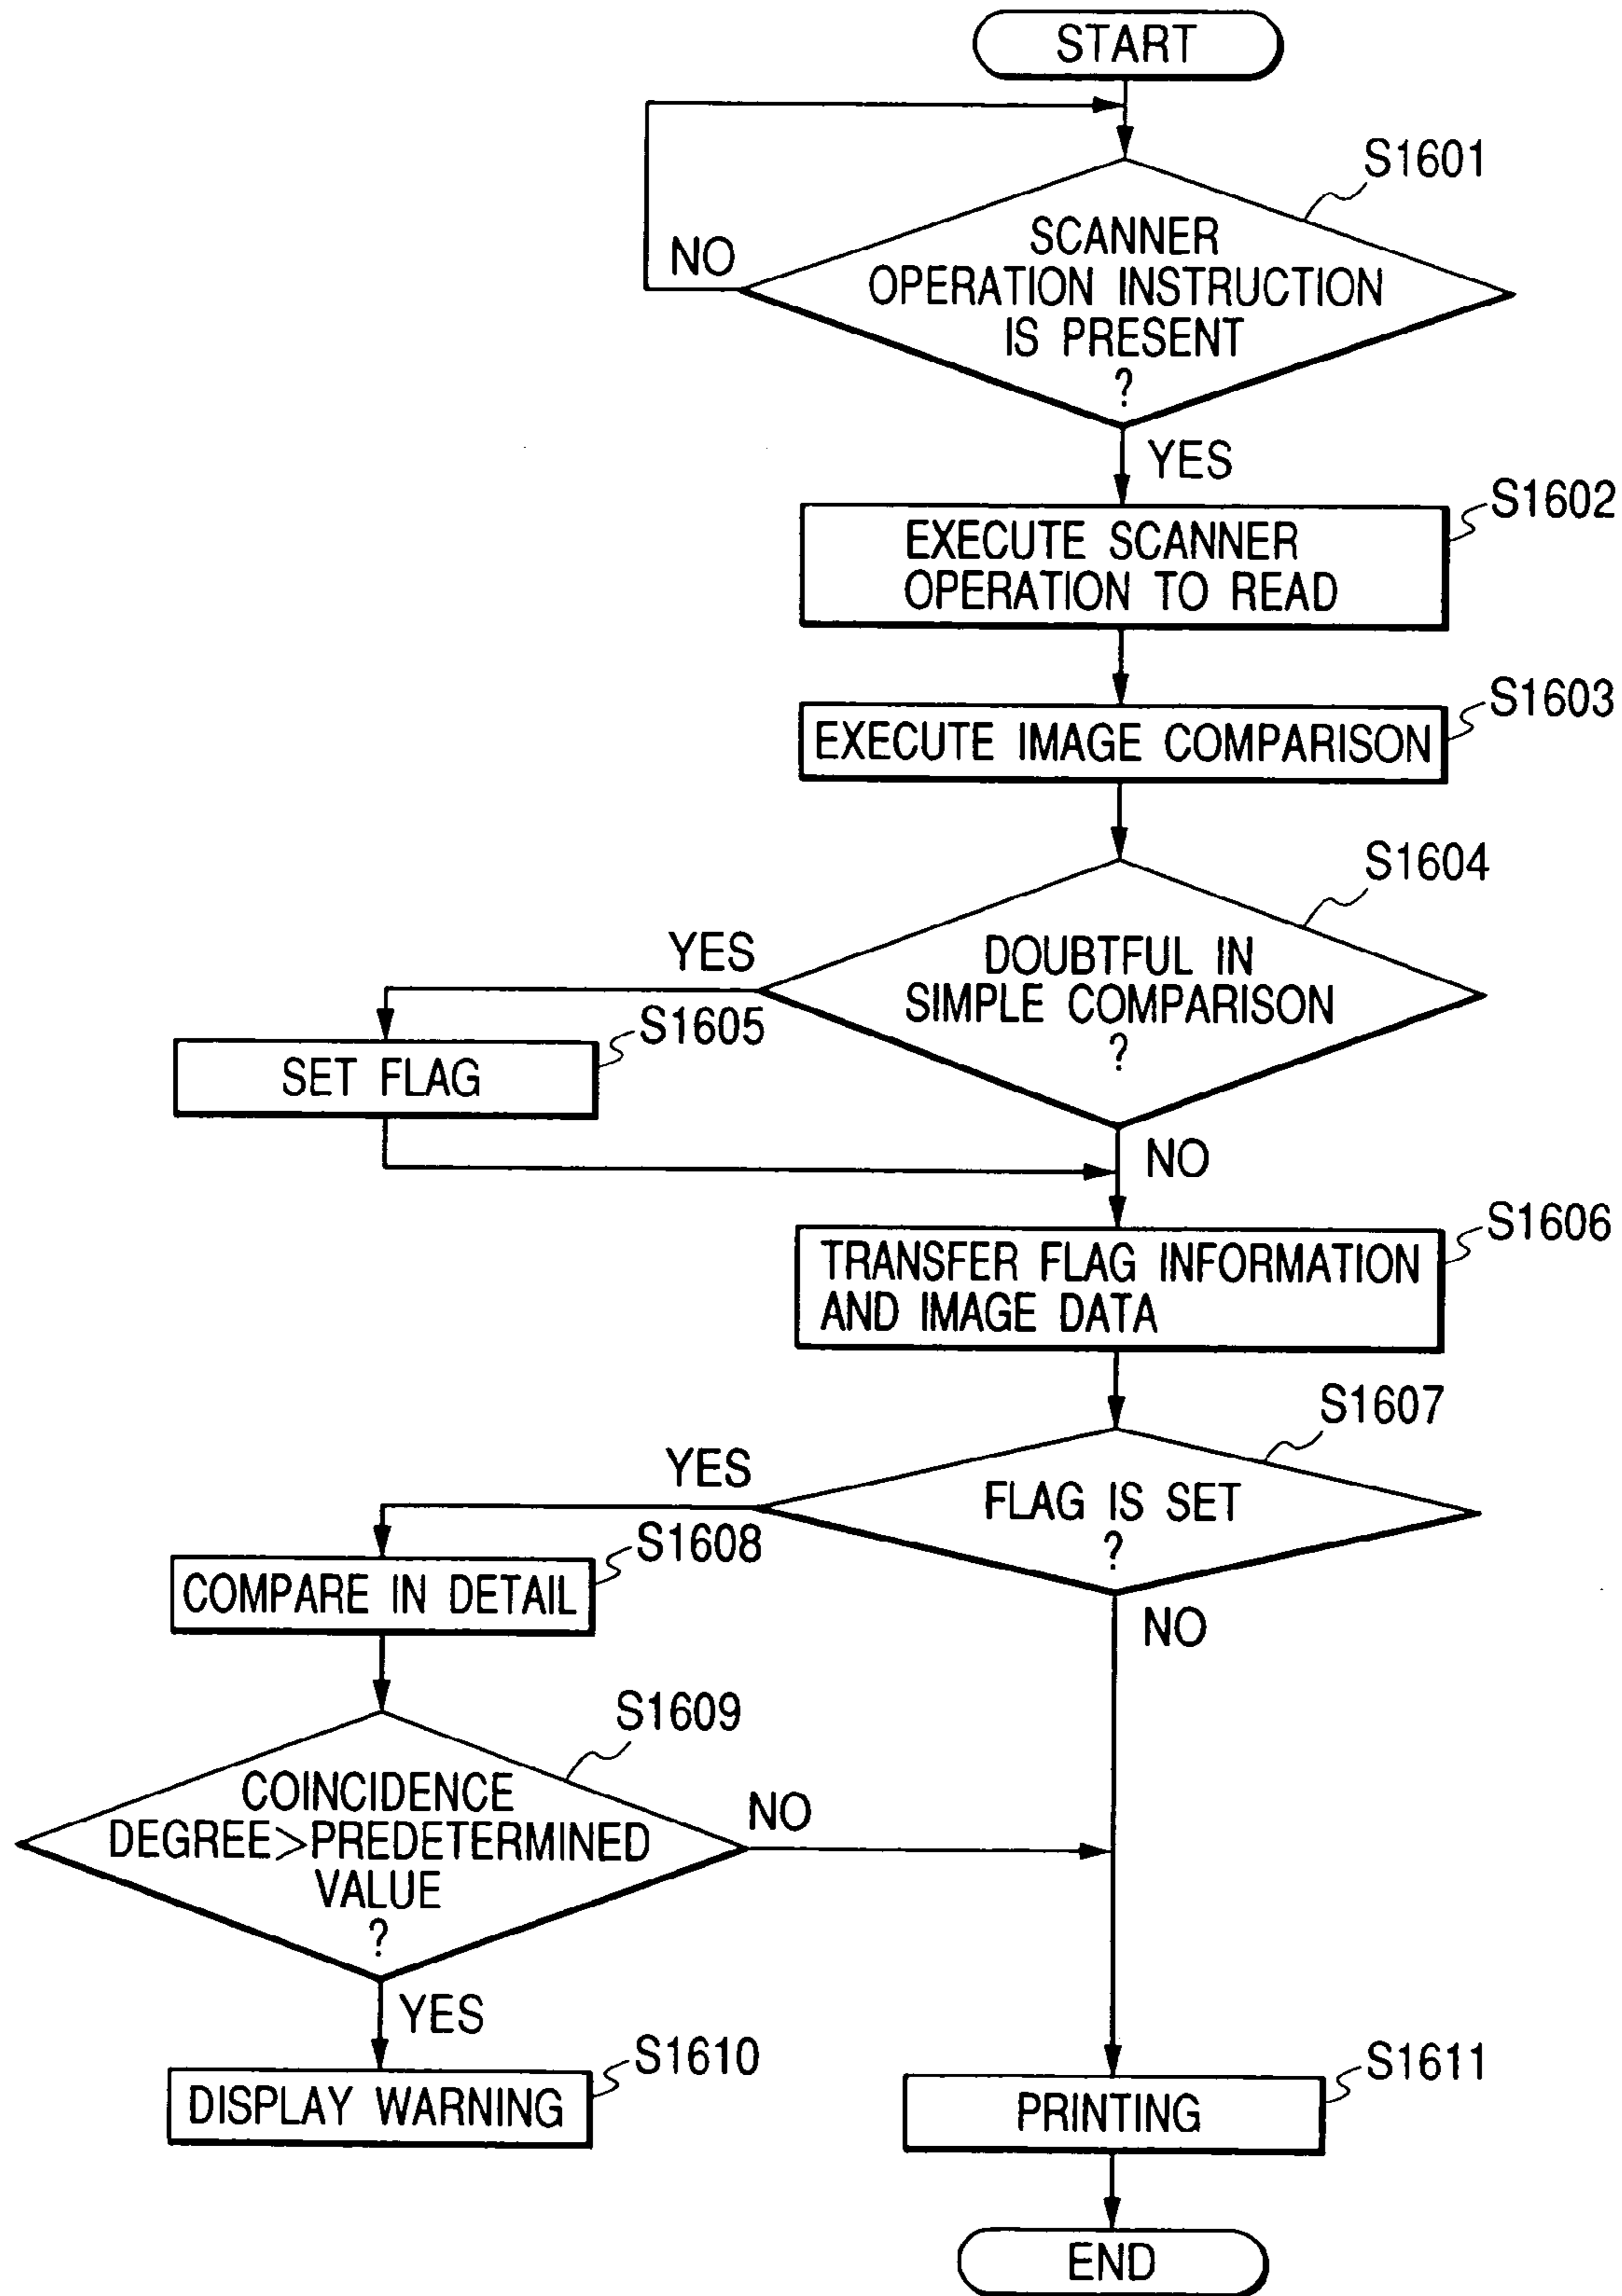 START
S1601
NO
SCANNER
OPERATION INSTRUCTION
IS PRESENT
?
YES
S1602
EXECUTE SCANNER
OPERATION TO READ
S1603
EXECUTE IMAGE COMPARISON
S1604
YES
DOUBTFUL IN
SIMPLE COMPARISON
?
S1605
SET FLAG
NO
S1606
TRANSFER FLAG INFORMATION
AND IMAGE DATA
S1607
YES
FLAG IS SET
?
S1608
COMPARE IN DETAIL
NO
S1609
COINCIDENCE
DEGREE>PREDETERMINED
VALUE
?
NO
YES
S1610
DISPLAY WARNING
S1611
PRINTING
END